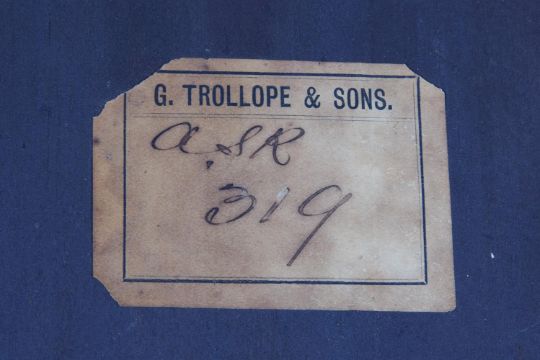 G. TROLLOPE & SONS.
A.S.R
319